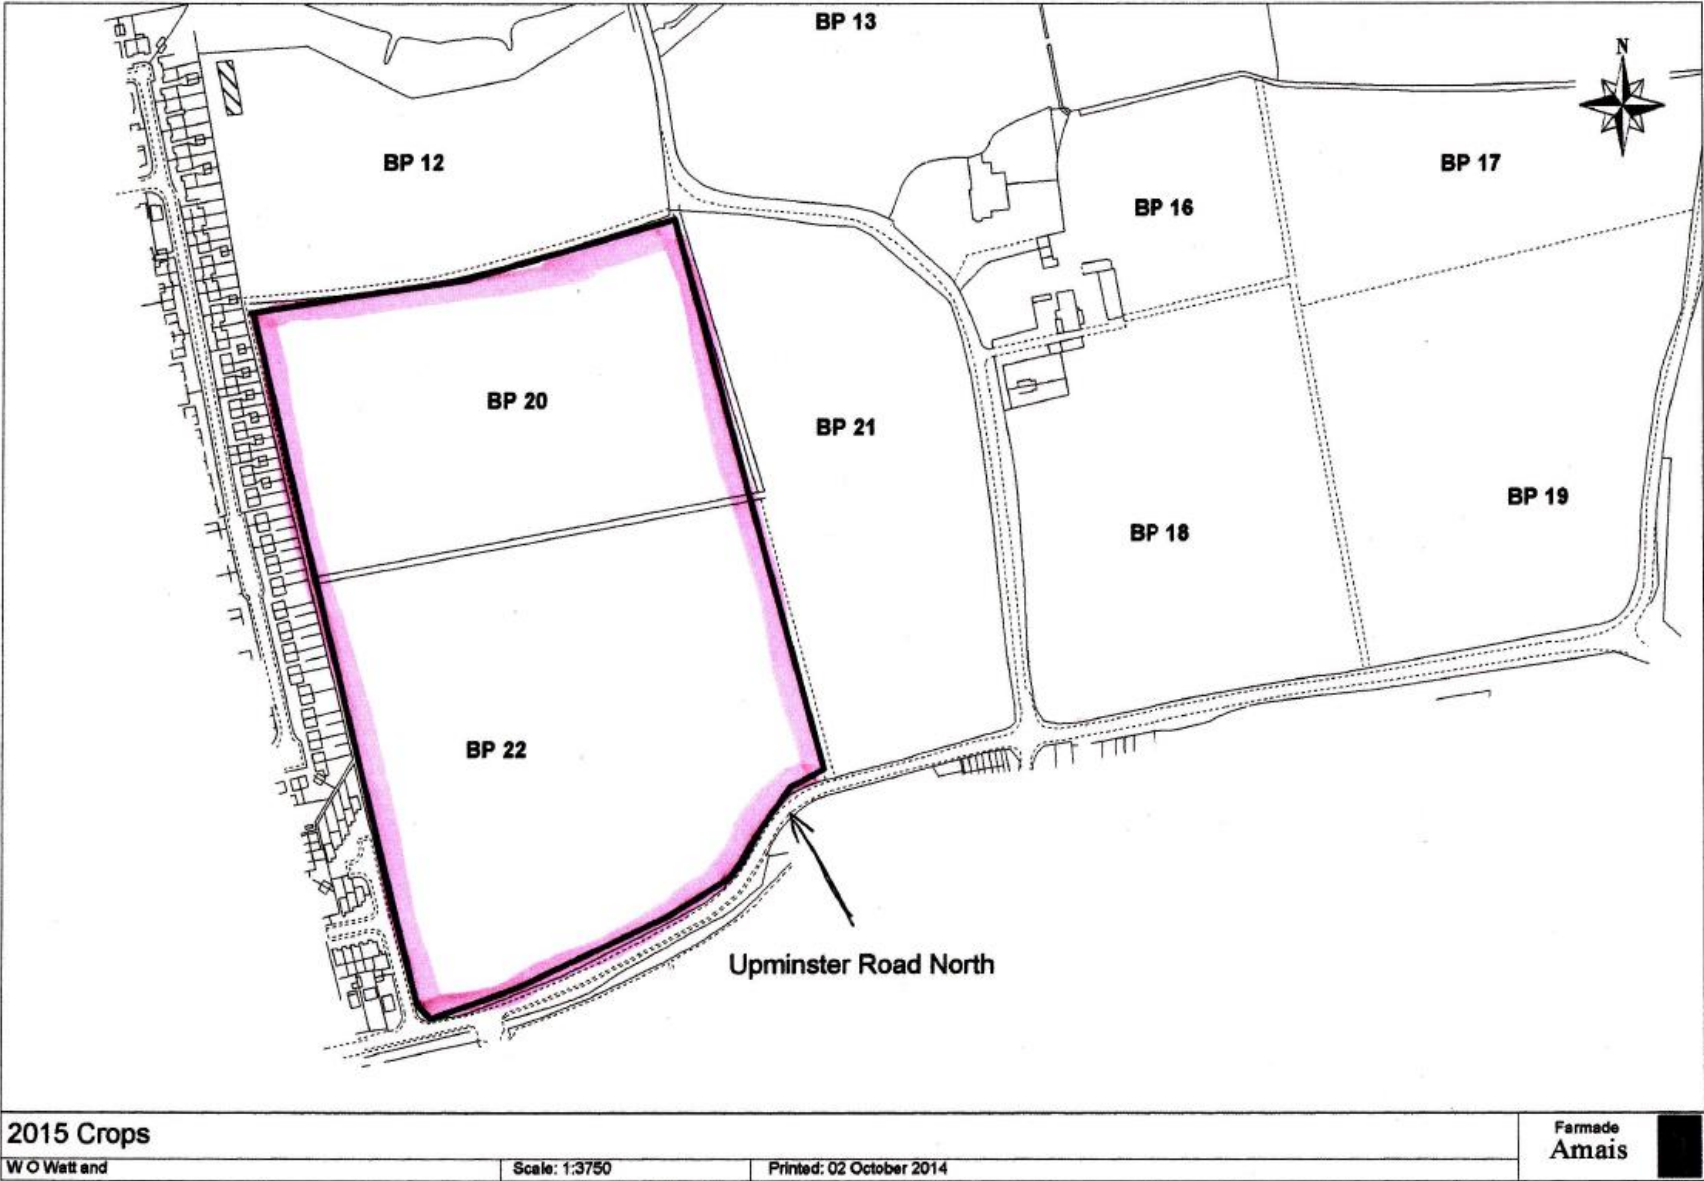 BP 13
N
BP 12
BP 17
BP 16
BP 20
BP 21
BP 19
BP 18
BP 22
Upminster Road North
2015 Crops
Farmade
Amais
W O Watt and
Scale: 1:3750
Printed: 02 October 2014